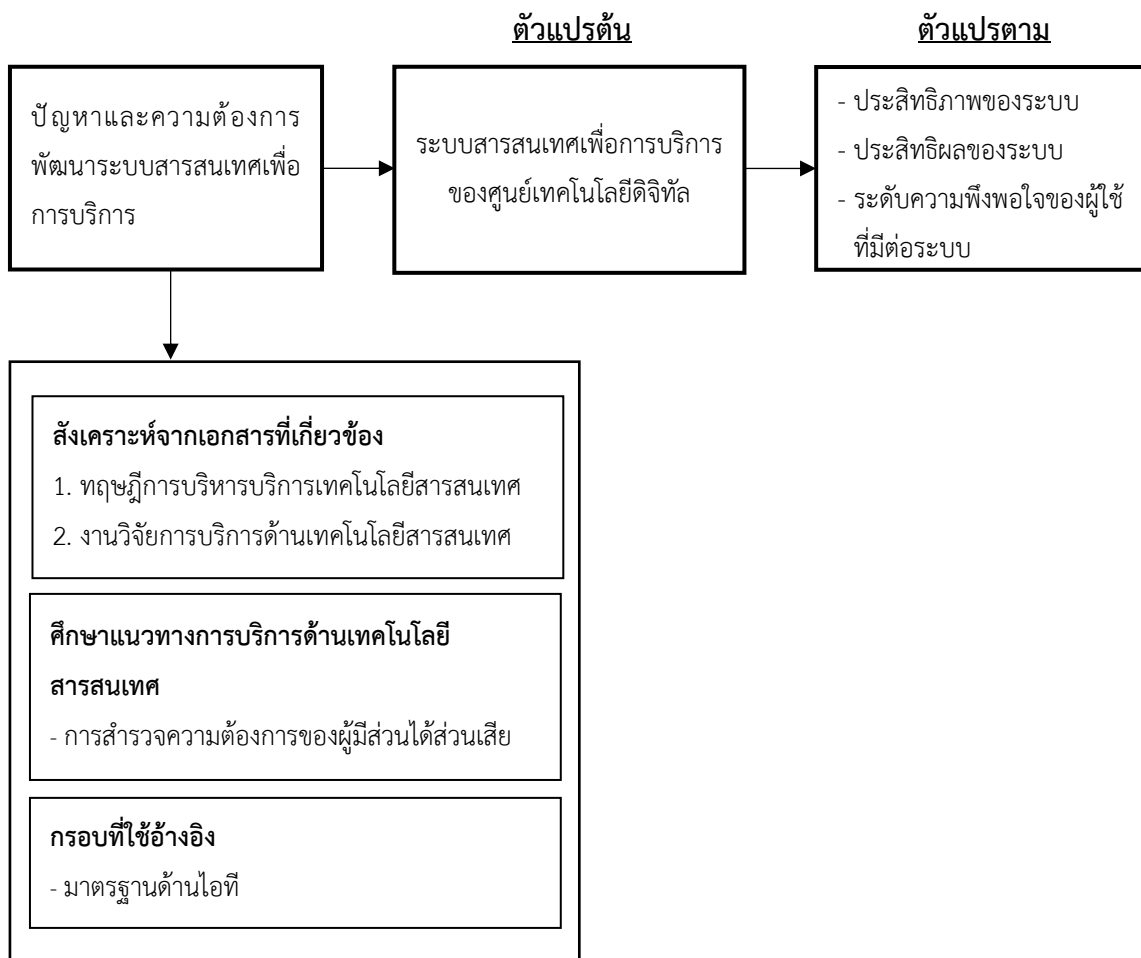 ตัวแปรต้น
ตัวแปรตาม
ปัญหาและความต้องการ
พัฒนาระบบสารสนเทศเพื่อ
การบริการ
ระบบสารสนเทศเพื่อการบริการ
ของศูนย์เทคโนโลยีดิจิทัล
- ประสิทธิภาพของระบบ
- ประสิทธิผลของระบบ
- ระดับความพึงพอใจของผู้ใช้
ที่มีต่อระบบ
สังเคราะห์จากเอกสารที่เกี่ยวข้อง
1. ทฤษฎีการบริหารบริการเทคโนโลยีสารสนเทศ
2. งานวิจัยการบริการด้านเทคโนโลยีสารสนเทศ
ศึกษาแนวทางการบริการด้านเทคโนโลยี
สารสนเทศ
- การสำรวจความต้องการของผู้มีส่วนได้ส่วนเสีย
กรอบที่ใช้อ้างอิง
- มาตรฐานด้านไอที